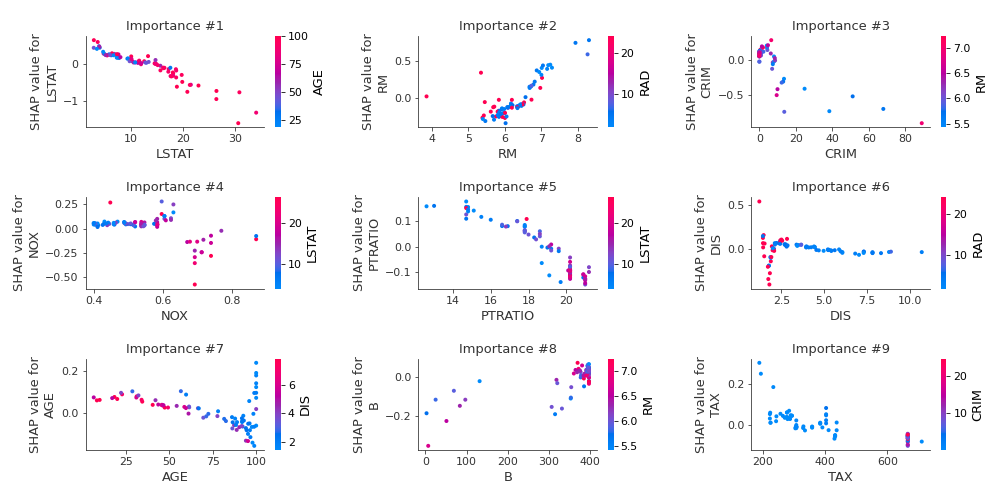 Importance #1
Importance #2
Importance #3
SHAP value for
LSTAT
0
−1
10
20
30
LSTAT
100
75
50
25
AGE
SHAP value for
RM
0.5
0.0
4
5
6
7
8
RM
20
10
RAD
SHAP value for
CRIM
0.0
−0.5
0
20
40
60
80
CRIM
7.0
6.5
6.0
5.5
RM
Importance #4
Importance #5
Importance #6
SHAP value for
NOX
0.25
0.00
−0.25
−0.50
0.4
0.6
0.8
NOX
20
10
LSTAT
SHAP value for
PTRATIO
0.1
0.0
−0.1
14
16
18
20
PTRATIO
20
10
LSTAT
SHAP value for
DIS
0.5
0.0
2.5
5.0
7.5
10.0
DIS
20
10
RAD
Importance #7
Importance #8
Importance #9
SHAP value for
AGE
0.2
0.0
25
50
75
100
AGE
6
4
2
DIS
SHAP value for
B
0.0
−0.2
0
100
200
300
400
B
7.0
6.5
6.0
5.5
RM
SHAP value for
TAX
0.2
0.0
200
400
600
TAX
20
10
CRIM